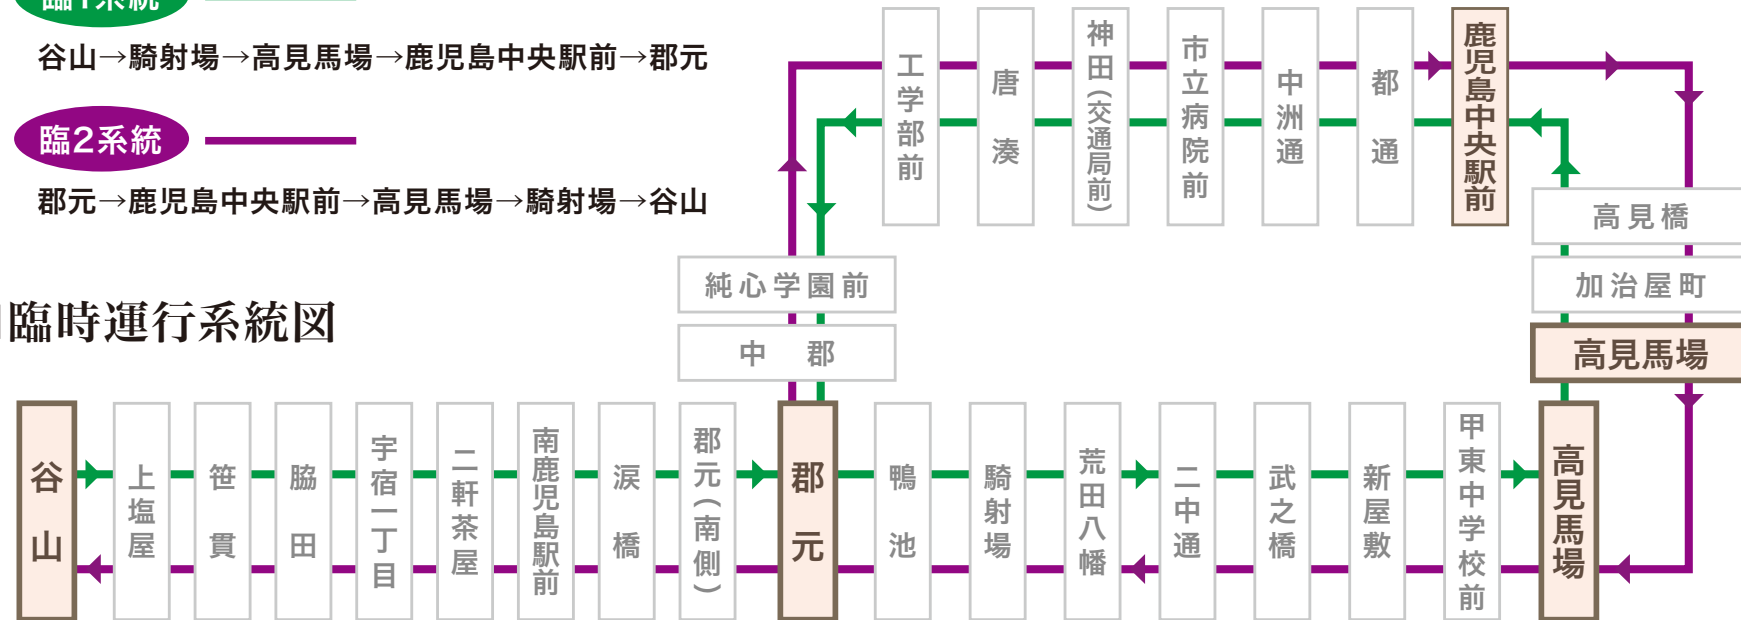 臨1系統
谷山→騎射場→高見馬場→鹿児島中央駅前→郡元
臨2系統
郡元→鹿児島中央駅前→高見馬場→騎射場→谷山
臨時運行系統図
工学部前
唐湊
神田(交通局前)
市立病院前
中洲通
都通
鹿児島中央駅前
高見橋
加治屋町
高見馬場
純心学園前
中郡
谷山
上塩屋
笹貫
脇田
宇宿一丁目
二軒茶屋
南鹿児島駅前
涙橋
郡元(南側)
郡元
鴨池
騎射場
荒田八幡
二中通
武之橋
新屋敷
甲東中学校前
高見馬場